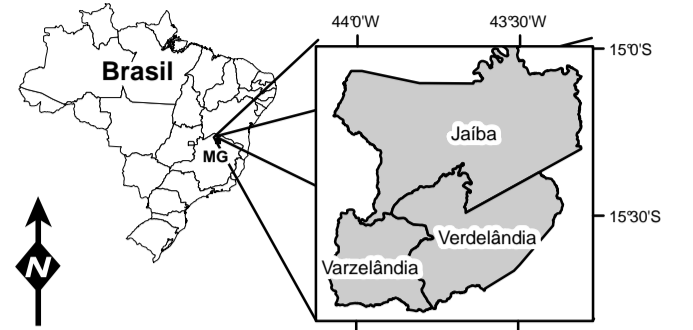 44°0'W 43°30'W
15°0'S
Brasil
MG
Jaíba
15°30'S
Verdelândia
Varzelândia
N